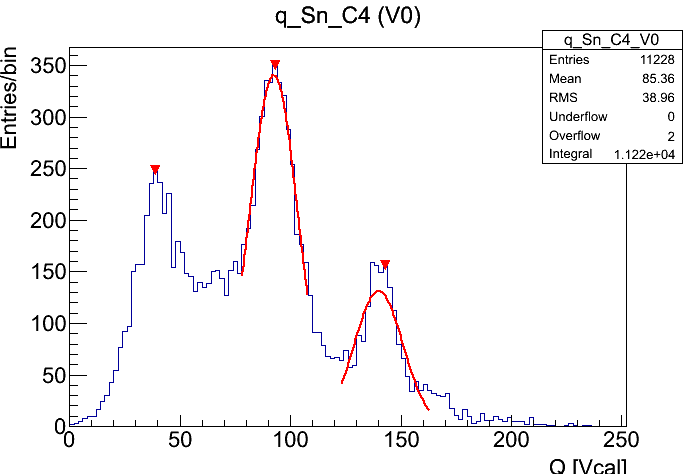 q_Sn_C4 (V0)
q_Sn_C4_V0
Entries 11228
Mean 85.36
RMS 38.96
Underflow 0
Overflow 2
Integral 1.122e+04
Entries/bin
350
300
250
200
150
100
50
0
0 50 100 150 200 250
Q [Vcal]